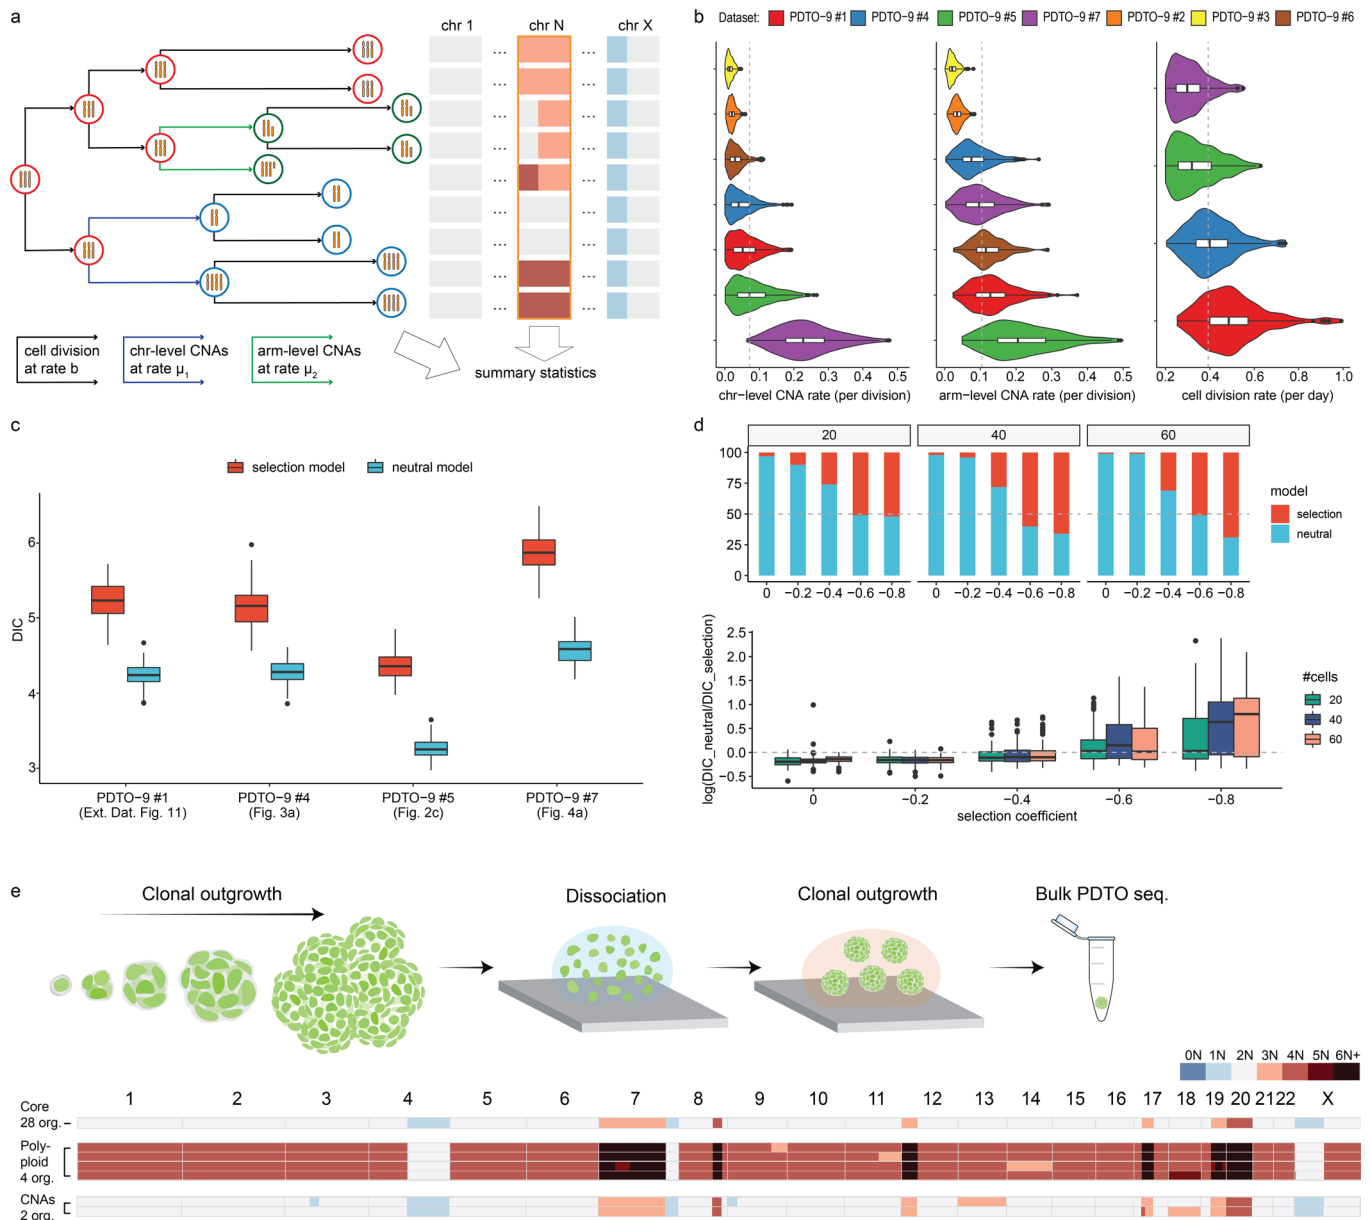 a
chr 1
chr N
chr X
... ...
... ...
... ...
... ...
... ...
... ...
... ...
... ...
... ...
cell division
at rate b
chr-level CNAs
at rate μ1
arm-level CNAs
at rate μ2
summary statistics
b
Dataset: PDTO−9 #1 PDTO−9 #4 PDTO−9 #5 PDTO−9 #7 PDTO−9 #2 PDTO−9 #3 PDTO−9 #6
0.0 0.1 0.2 0.3 0.4 0.5
chr−level CNA rate (per division)
0.0 0.1 0.2 0.3 0.4 0.5
arm−level CNA rate (per division)
0.2 0.4 0.6 0.8 1.0
cell division rate (per day)
c
selection model neutral model
DIC
6
5
4
3
PDTO−9 #1
(Ext. Dat. Fig. 11)
PDTO−9 #4
(Fig. 3a)
PDTO−9 #5
(Fig. 2c)
PDTO−9 #7
(Fig. 4a)
d
20 40 60
100
75
50
25
0
0 −0.2 −0.4 −0.6 −0.8
0 −0.2 −0.4 −0.6 −0.8
0 −0.2 −0.4 −0.6 −0.8
model
selection
neutral
log(DIC_neutral/DIC_selection)
2.5
2.0
1.5
1.0
0.5
0.0
−0.5
0 −0.2 −0.4 −0.6 −0.8
selection coefficient
#cells
20
40
60
e
Clonal outgrowth
Dissociation
Clonal outgrowth
Bulk PDTO seq.
0N 1N 2N 3N 4N 5N 6N+
1 2 3 4 5 6 7 8 9 10 11 12 13 14 15 16 17 18 19 20 21 22 X
Core
28 org.
Poly-
ploid
4 org.
CNAs
2 org.